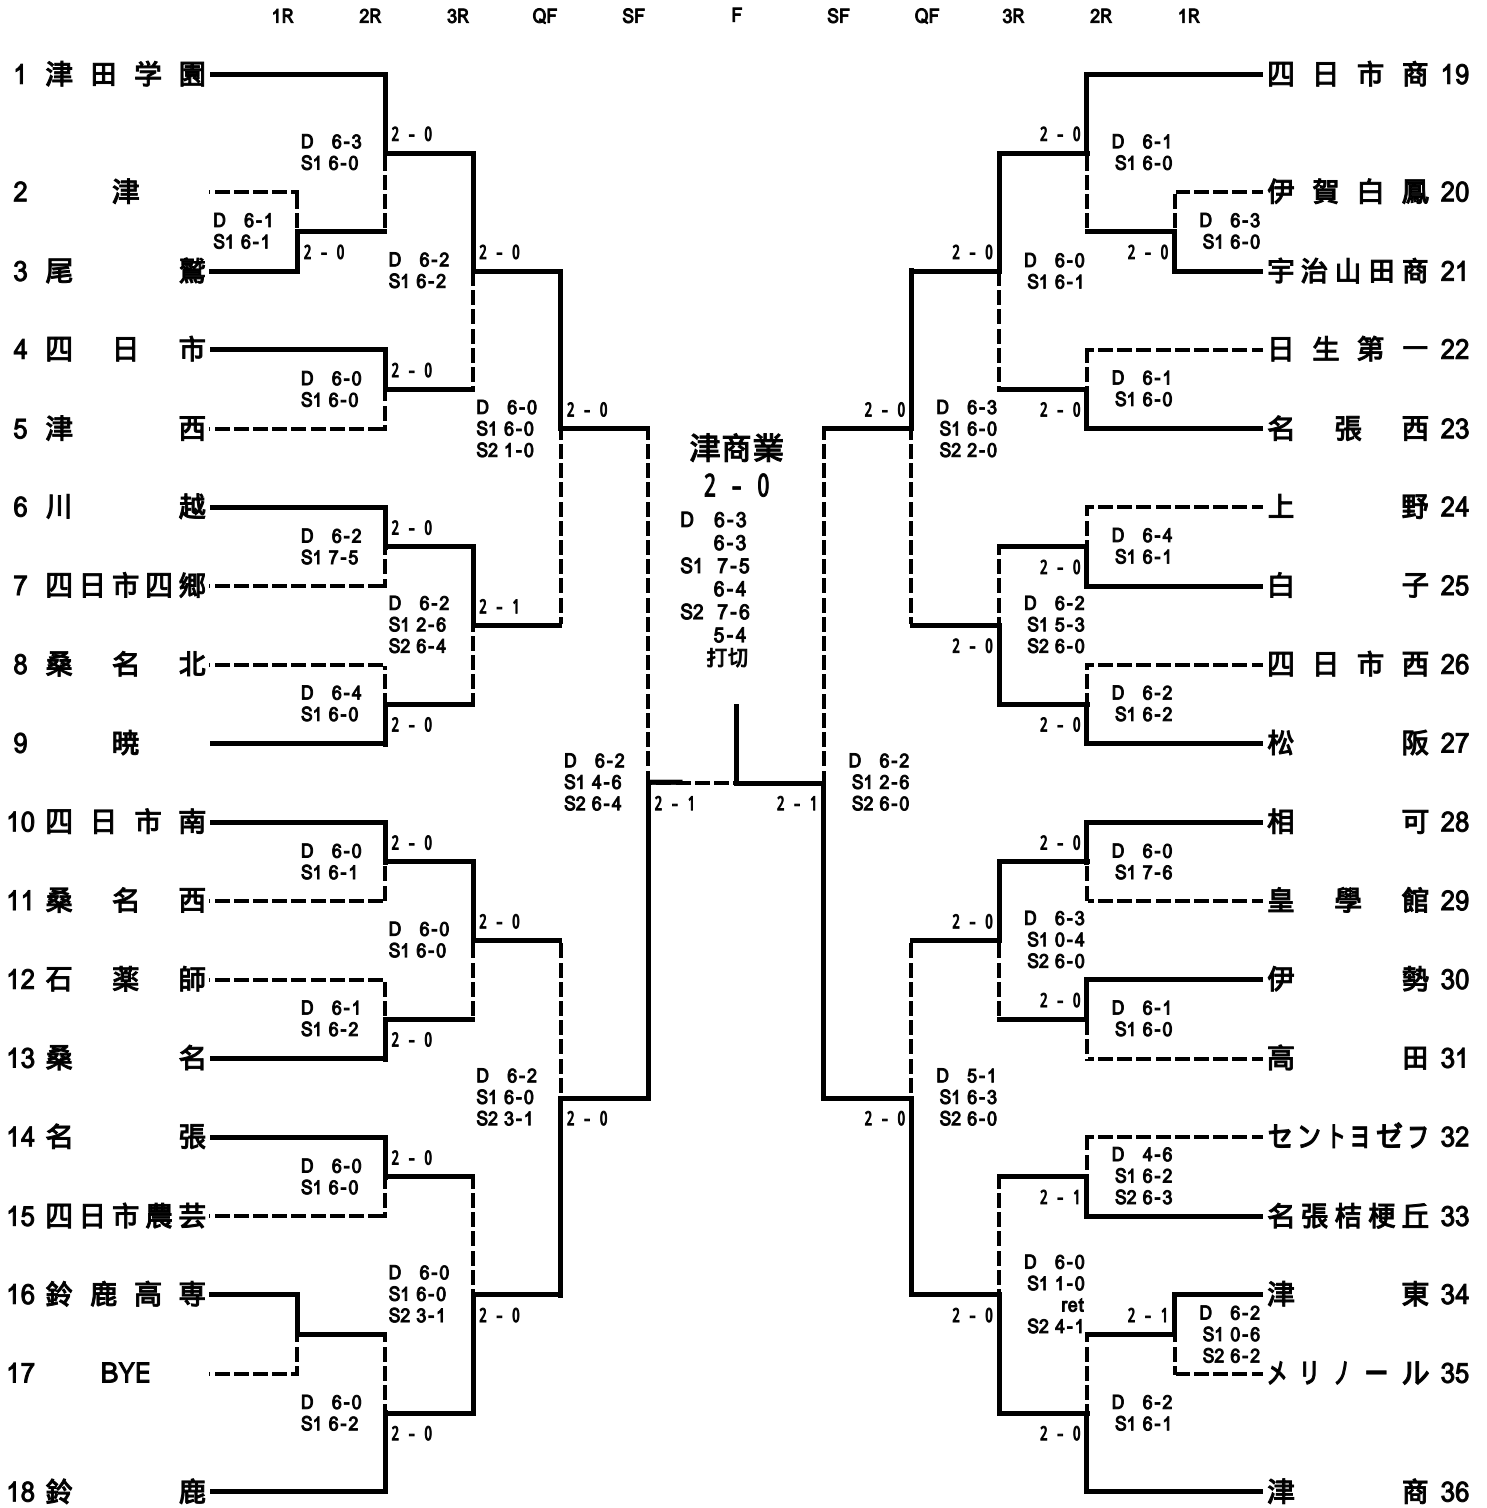 1R 2R 3R QF SF F SF QF 3R 2R 1R
1 津田学園
D 6-3
S1 6-0
2 - 0
2 津
D 6-1
S1 6-1
2 - 0
3 尾鷲
D 6-2
S1 6-2
2 - 0
4 四日市
D 6-0
S1 6-0
2 - 0
5 津西
D 6-0
S1 6-0
S2 1-0
2 - 0
6 川越
D 6-2
S1 7-5
2 - 0
7 四日市四郷
D 6-2
S1 2-6
S2 6-4
2 - 1
8 桑名北
D 6-4
S1 6-0
2 - 0
9 暁
D 6-2
S1 4-6
S2 6-4
2 - 1
10 四日市南
D 6-0
S1 6-1
2 - 0
11 桑名西
D 6-0
S1 6-0
2 - 0
12 石薬師
D 6-1
S1 6-2
2 - 0
13 桑名
D 6-2
S1 6-0
S2 3-1
2 - 0
14 名張
D 6-0
S1 6-0
2 - 0
15 四日市農芸
D 6-0
S1 6-0
S2 3-1
2 - 0
16 鈴鹿高専
17 BYE
D 6-0
S1 6-2
2 - 0
18 鈴鹿
津商業
2 - 0
D 6-3
6-3
S1 7-5
6-4
S2 7-6
5-4
打切
四日市商 19
2 - 0
D 6-1
S1 6-0
伊賀白鳳 20
D 6-3
S1 6-0
2 - 0
宇治山田商 21
2 - 0
D 6-0
S1 6-1
日生第一 22
D 6-1
S1 6-0
2 - 0
名張西 23
2 - 0
D 6-3
S1 6-0
S2 2-0
上野 24
D 6-4
S1 6-1
2 - 0
白子 25
D 6-2
S1 5-3
S2 6-0
2 - 0
四日市西 26
D 6-2
S1 6-2
2 - 0
松阪 27
D 6-2
S1 2-6
S2 6-0
2 - 1
相可 28
2 - 0
D 6-0
S1 7-6
皇學館 29
2 - 0
D 6-3
S1 0-4
S2 6-0
伊勢 30
2 - 0
D 6-1
S1 6-0
高田 31
D 5-1
S1 6-3
S2 6-0
2 - 0
セントヨゼフ 32
D 4-6
S1 6-2
S2 6-3
2 - 1
名張桔梗丘 33
D 6-0
S1 1-0
ret
S2 4-1
2 - 0
津東 34
2 - 1
D 6-2
S1 0-6
S2 6-2
メリノール 35
D 6-2
S1 6-1
2 - 0
津商 36